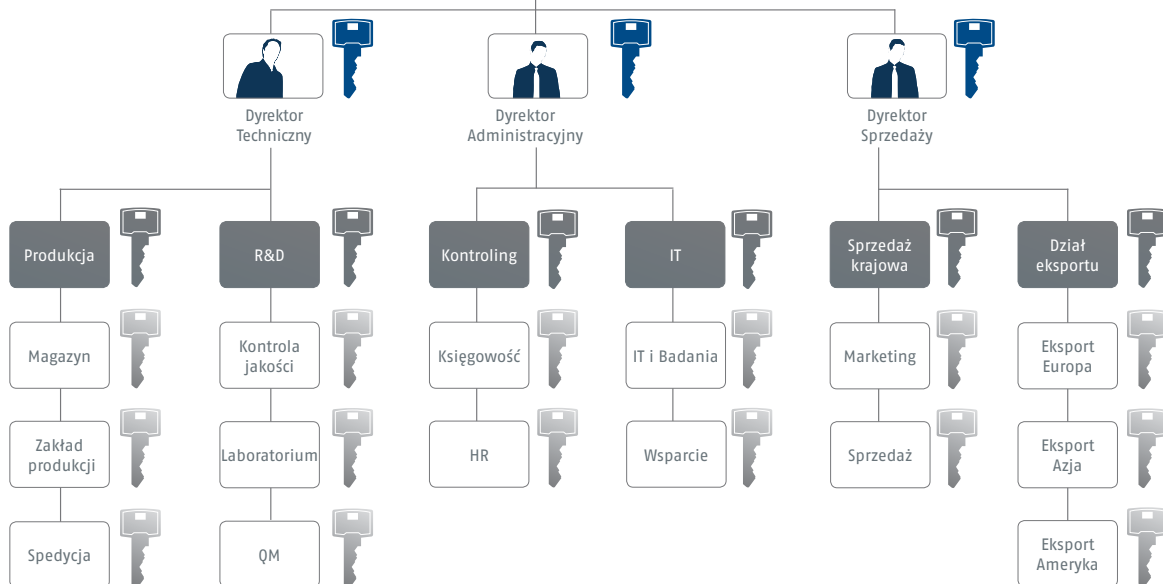 Dyrektor
Techniczny
Dyrektor
Administracyjny
Dyrektor
Sprzedaży
Produkcja
R&D
Kontroling
IT
Sprzedaż
krajowa
Dział
eksportu
Magazyn
Kontrola
jakości
Księgowość
IT i Badania
Marketing
Eksport
Europa
Zakład
produkcji
Laboratorium
HR
Wsparcie
Sprzedaż
Eksport
Azja
Spedycja
QM
Eksport
Ameryka